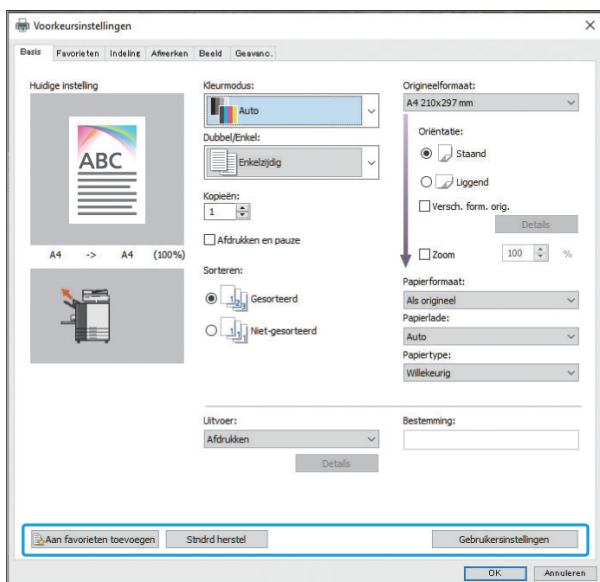 Voorkeursinstellingen
Basis Favorieten Indeling Afwerken Beeld Geavanc.
Huidige instelling
ABC
A4 -> A4 (100%)
Kleurmodus:
Auto
Dubbel/Enkel:
Enkelzijdig
Kopieën:
1
Afdrukken en pauze
Sorteren:
Gesorteerd
Niet-gesorteerd
Origineelformaat:
A4 210x297 mm
Oriëntatie:
Staand
Liggend
Versch. form. orig.
Details
Zoom 100 %
Papierformaat:
Als origineel
Papierlade:
Auto
Papiertype:
Willekeurig
Uitvoer:
Afdrukken
Details
Bestemming:
Aan favorieten toevoegen Stndrd herstel Gebruikersinstellingen
OK Annuleren